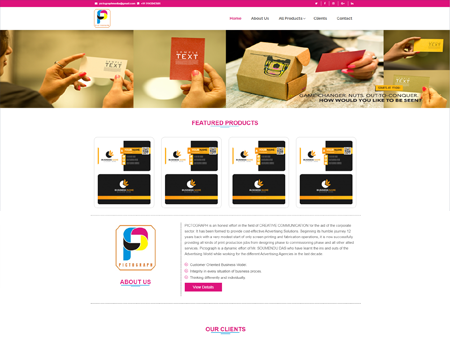 Home About Us All Products Clients Contact
SAMPLE
TEXT
TEXT
GAMECHANGER. NUTS. OUT-TO-CONQUER.
HOW WOULD YOU LIKE TO BE SEEN?
FEATURED PRODUCTS
PICTOGRAPH
ABOUT US
PICTOGRAPH is an honest effort in the field of CREATIVE COMMUNICATION for the aid of the corporate
sector. It has been formed to provide cost-effective Advertising Solutions. Beginning its humble journey 12
years back with a very modest start of only screen printing and lamination operations, it is now successfully
providing all kinds of print production jobs from designing phase to commissioning phase and all other allied
services. Pictograph is a dynamic effort of Mr. SOUMENDU DAS who have learnt the ins and outs of the
Advertising World while working for the different Advertising Agencies in the last decade.
Customer Oriented Business Model
Integrity in every situation of business proces
Thinking differently and individually.
View Details
OUR CLIENTS